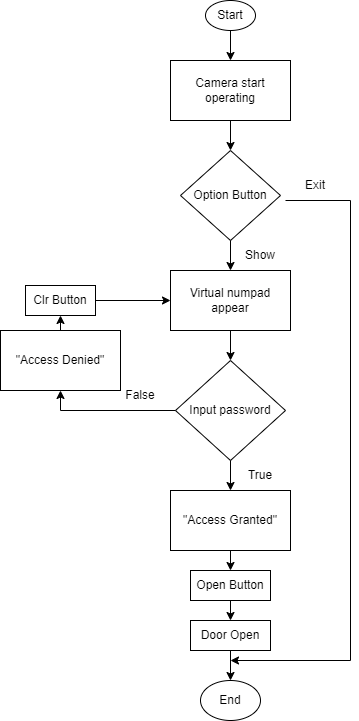 Start
Camera start
operating
Option Button
Exit
Show
Clr Button
Virtual numpad
appear
"Access Denied"
False
Input password
True
"Access Granted"
Open Button
Door Open
End